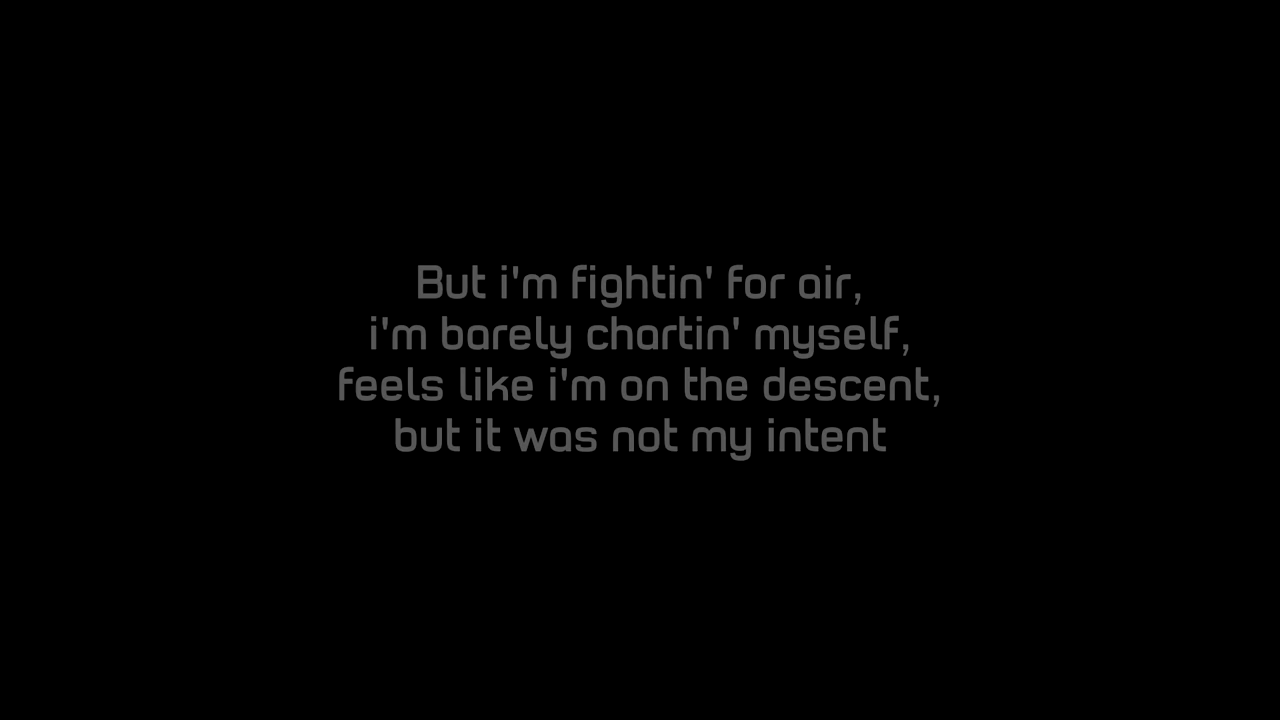 But i'm fightin' for air,
i'm barely chartin' myself,
feels like i'm on the descent,
but it was not my intent